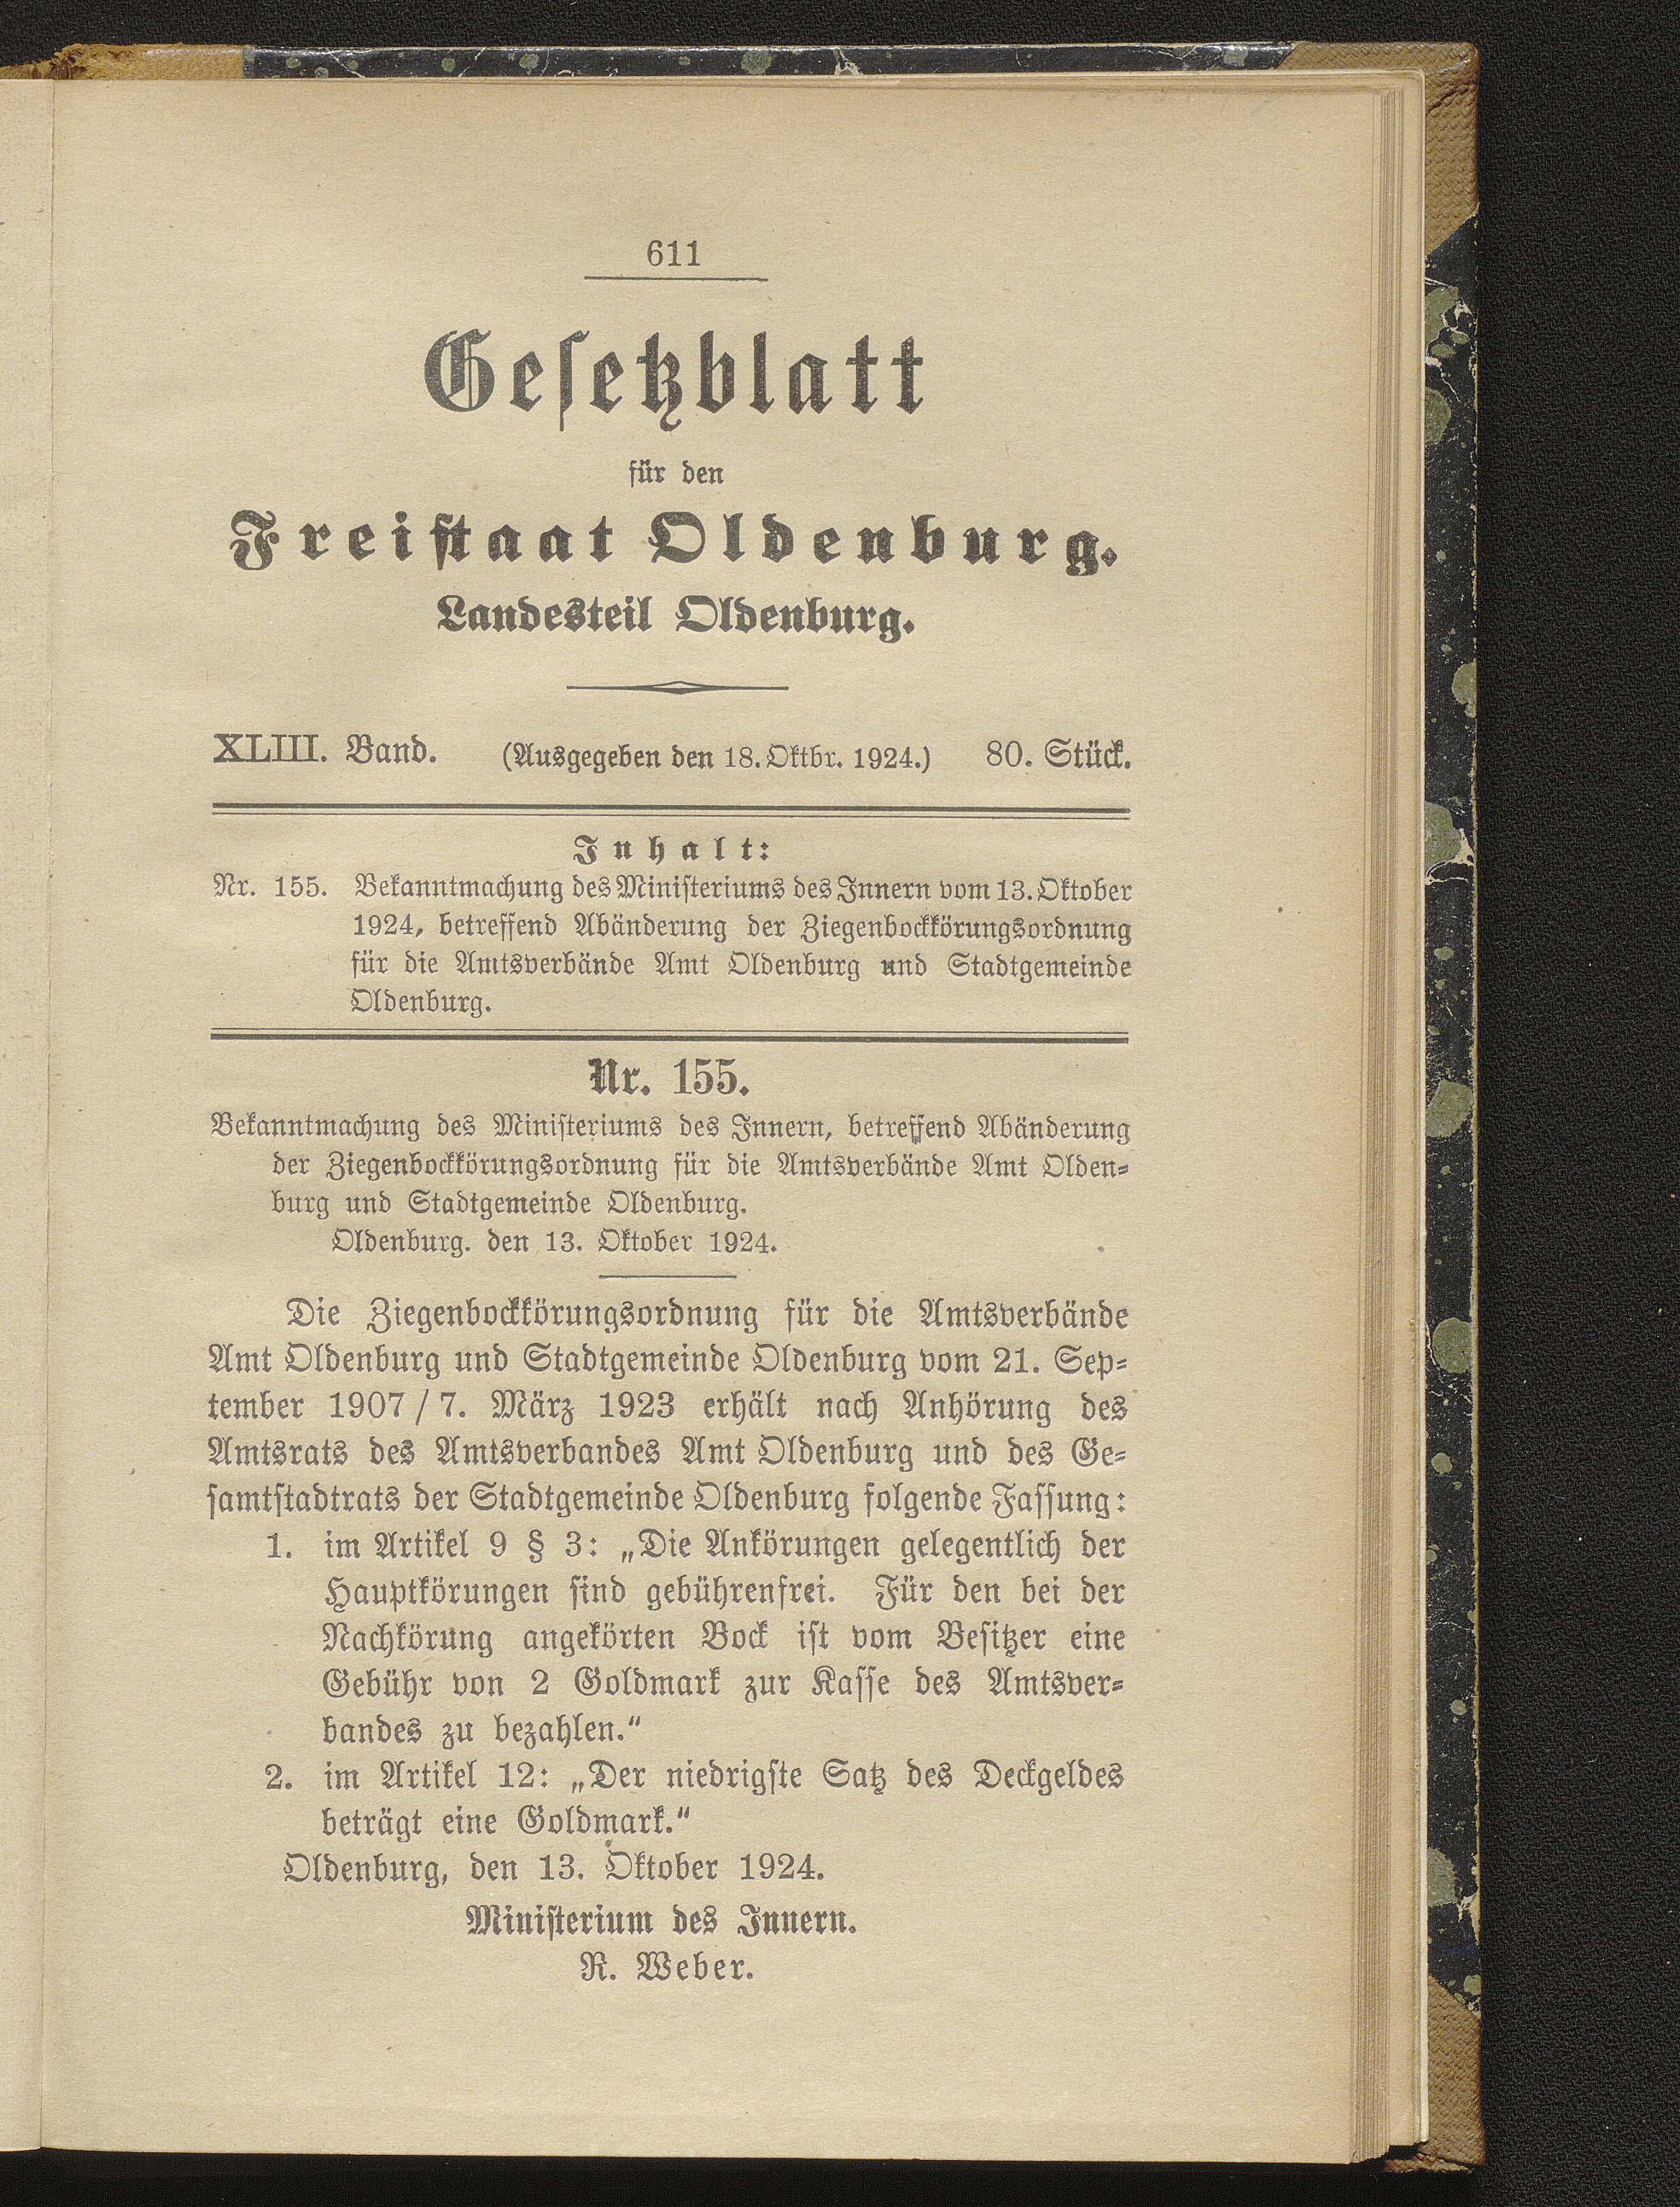 611
Gesetzblatt
für den
Freistaat Oldenburg.
Landesteil Oldenburg.
XLIII. Band. (Ausgegeben den 18. Oktbr. 1924.) 80. Stück.
Inhalt:
Nr. 155. Bekanntmachung des Ministeriums des Innern vom 13. Oktober
1924, betreffend Abänderung der Ziegenbockkörungsordnung
für die Amtsverbände Amt Oldenburg und Stadtgemeinde
Oldenburg.
Nr. 155.
Bekanntmachung des Ministeriums des Innern, betreffend Abänderung
der Ziegenbockkörungsordnung für die Amtsverbände Amt Olden-
burg und Stadtgemeinde Oldenburg.
Oldenburg. den 13. Oktober 1924.
Die Ziegenbockkörungsordnung für die Amtsverbände
Amt Oldenburg und Stadtgemeinde Oldenburg vom 21. Sep-
tember 1907 / 7. März 1923 erhält nach Anhörung des
Amtsrats des Amtsverbandes Amt Oldenburg und des Ge-
samtstadtrats der Stadtgemeinde Oldenburg folgende Fassung:
1. im Artikel 9 § 3: „Die Ankörungen gelegentlich der
Hauptkörungen sind gebührenfrei. Für den bei der
Nachkörung angekörten Bock ist vom Besitzer eine
Gebühr von 2 Goldmark zur Kasse des Amtsver-
bandes zu bezahlen.“
2. im Artikel 12: „Der niedrigste Satz des Deckgeldes
beträgt eine Goldmark.“
Oldenburg, den 13. Oktober 1924.
Ministerium des Innern.
R. Weber.